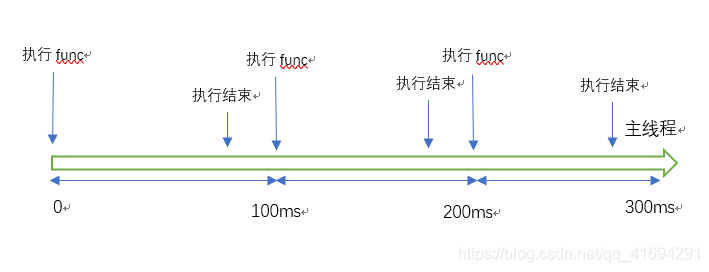 执行 func
执行 func
执行 func
执行结束
执行结束
执行结束
主线程
0
100ms
200ms
300ms
https://blog.csdn.net/qq_41694291